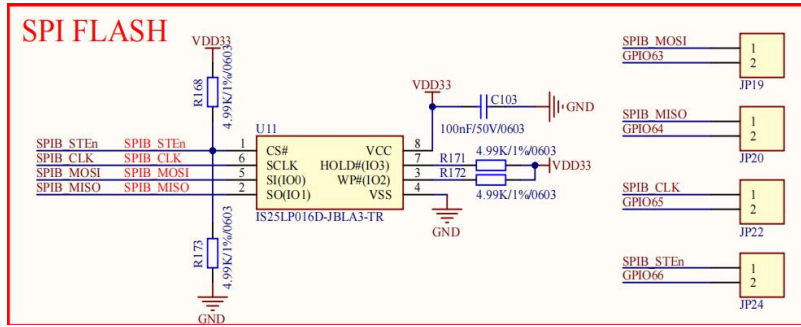 SPI FLASH
VDD33
R168
4.99K/1%/0603
SPIB_STEn SPIB_STEn 1
SPIB_CLK SPIB_CLK 6
SPIB_MOSI SPIB_MOSI 5
SPIB_MISO SPIB_MISO 2
U11
CS# VCC
SCLK HOLD#(IO3)
SI(IO0) WP#(IO2)
SO(IO1) VSS
IS25LP016D-JBLA3-TR
8
7
3
4
VDD33
C103
100nF/50V/0603
GND
4.99K/1%/0603
R171
R172
VDD33
4.99K/1%/0603
GND
R173
4.99K/1%/0603
GND
SPIB_MOSI 1
GPIO63 2
JP19
SPIB_MISO 1
GPIO64 2
JP20
SPIB_CLK 1
GPIO65 2
JP22
SPIB_STEn 1
GPIO66 2
JP24